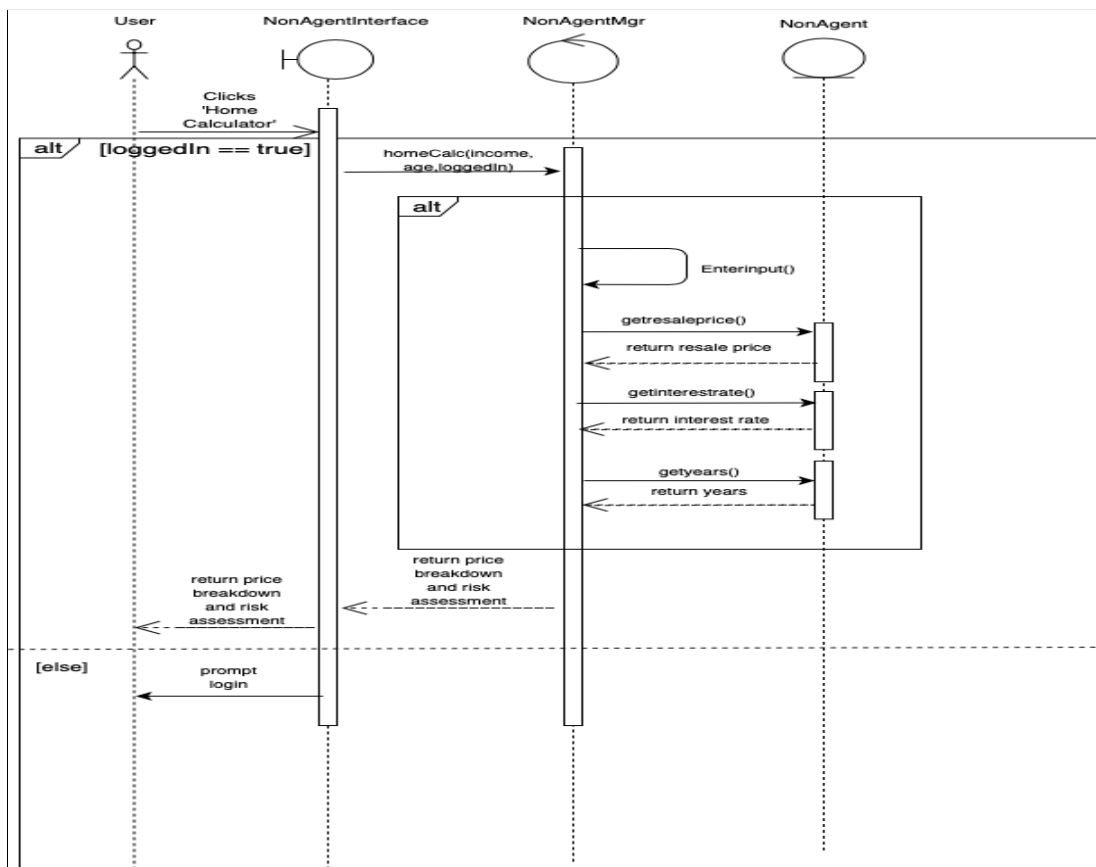 User
NonAgentInterface
NonAgentMgr
NonAgent
Clicks
'Home
Calculator'
alt
[loggedIn == true]
homeCalc(income,
age,loggedIn)
alt
Enterinput()
getresaleprice()
return resale price
getinterestrate()
return interest rate
getyears()
return years
return price
breakdown
and risk
assessment
return price
breakdown
and risk
assessment
[else]
prompt
login